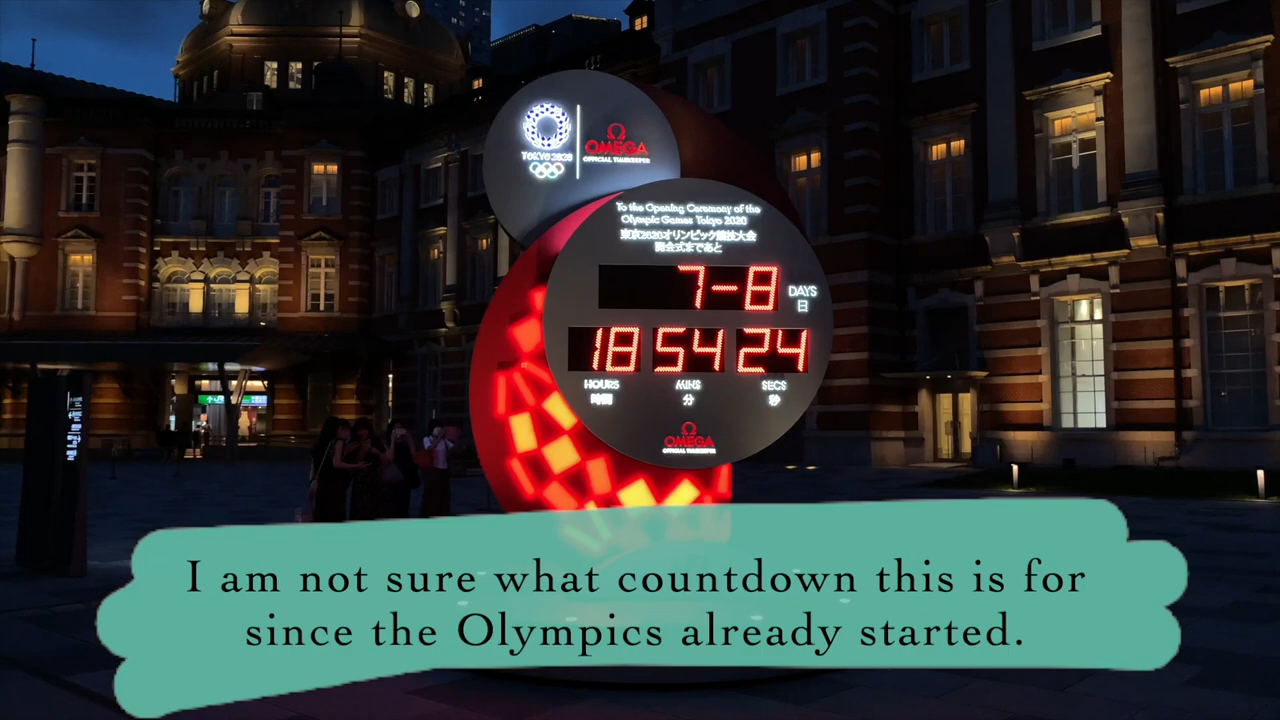 TOKYO 2020
Ω
OMEGA
OFFICIAL TIMEKEEPER
To the Opening Ceremony of the
Olympic Games Tokyo 2020
東京2020オリンピック競技大会
開会式まであと
7-8 DAYS
日
18 54 24
HOURS MINS SECS
時間 分 秒
Ω
OMEGA
OFFICIAL TIMEKEEPER
I am not sure what countdown this is for
since the Olympics already started.